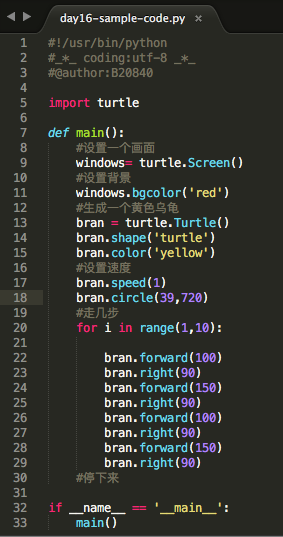 day16-sample-code.py ×
1 #!/usr/bin/python
2 #_*_ coding:utf-8 _*_
3 #@author:B20840
4
5 import turtle
6
7 def main():
8     #设置一个画面
9     windows= turtle.Screen()
10     #设置背景
11     windows.bgcolor('red')
12     #生成一个黄色乌龟
13     bran = turtle.Turtle()
14     bran.shape('turtle')
15     bran.color('yellow')
16     #设置速度
17     bran.speed(1)
18     bran.circle(39,720)
19     #走几步
20     for i in range(1,10):
21
22         bran.forward(100)
23         bran.right(90)
24         bran.forward(150)
25         bran.right(90)
26         bran.forward(100)
27         bran.right(90)
28         bran.forward(150)
29         bran.right(90)
30     #停下来
31
32 if __name__ == '__main__':
33     main()